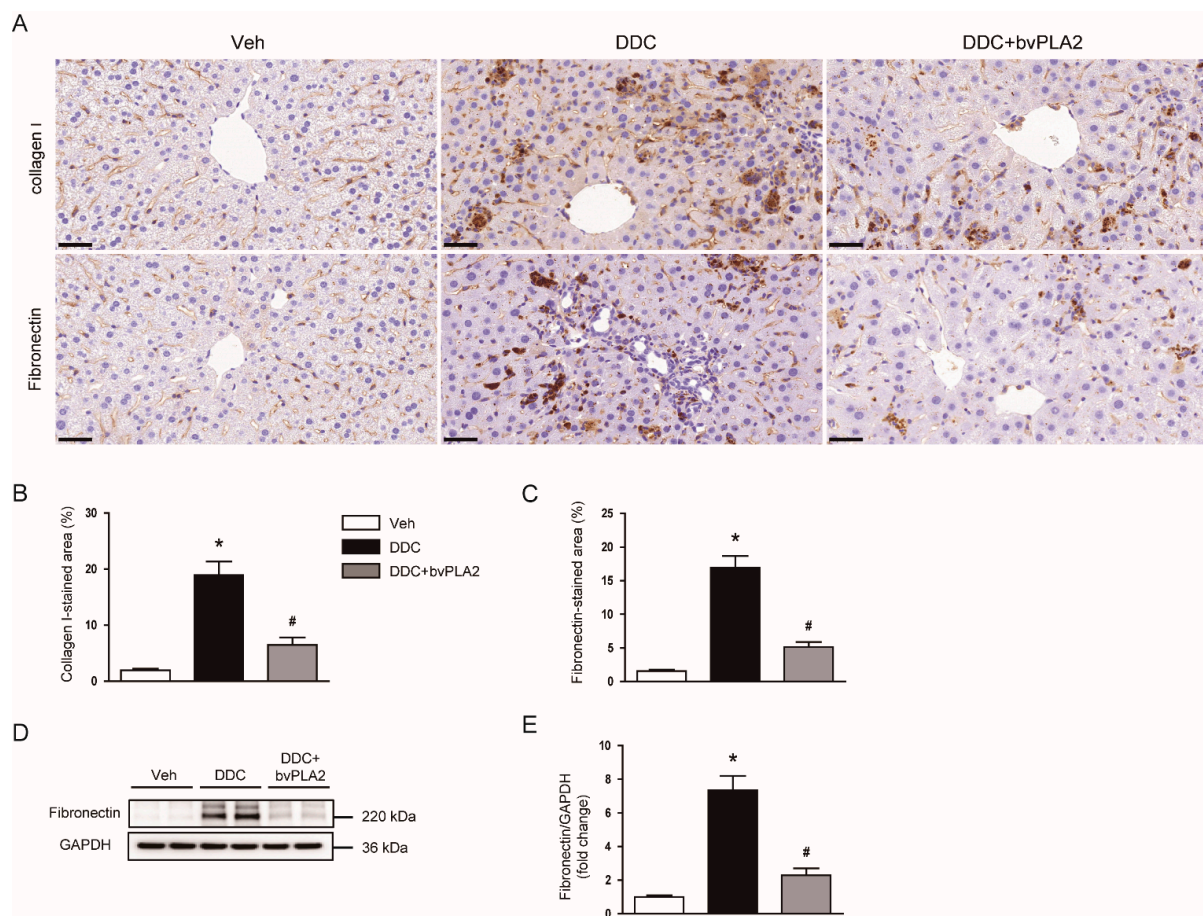 A
Veh
DDC
DDC+bvPLA2
collagen I
Fibronectin
B
Collagen I-stained area (%)
30
20
10
0
*
#
Veh
DDC
DDC+bvPLA2
C
Fibronectin-stained area (%)
25
20
15
10
5
0
*
#
D
Veh
DDC
DDC+
bvPLA2
Fibronectin
220 kDa
GAPDH
36 kDa
E
Fibronectin/GAPDH
(fold change)
10
8
6
4
2
0
*
#